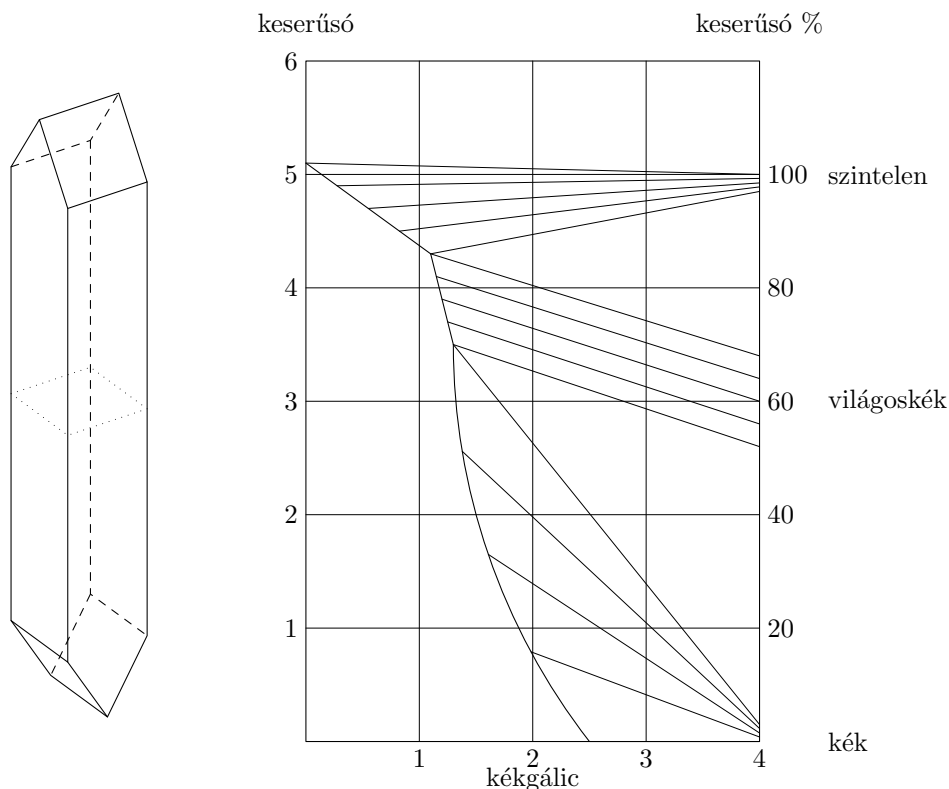 keserűsó keserűsó %
6
5 100 szintelen
4 80
3 60 világoskék
2 40
1 20
kék
1 2 3 4
kékgálic